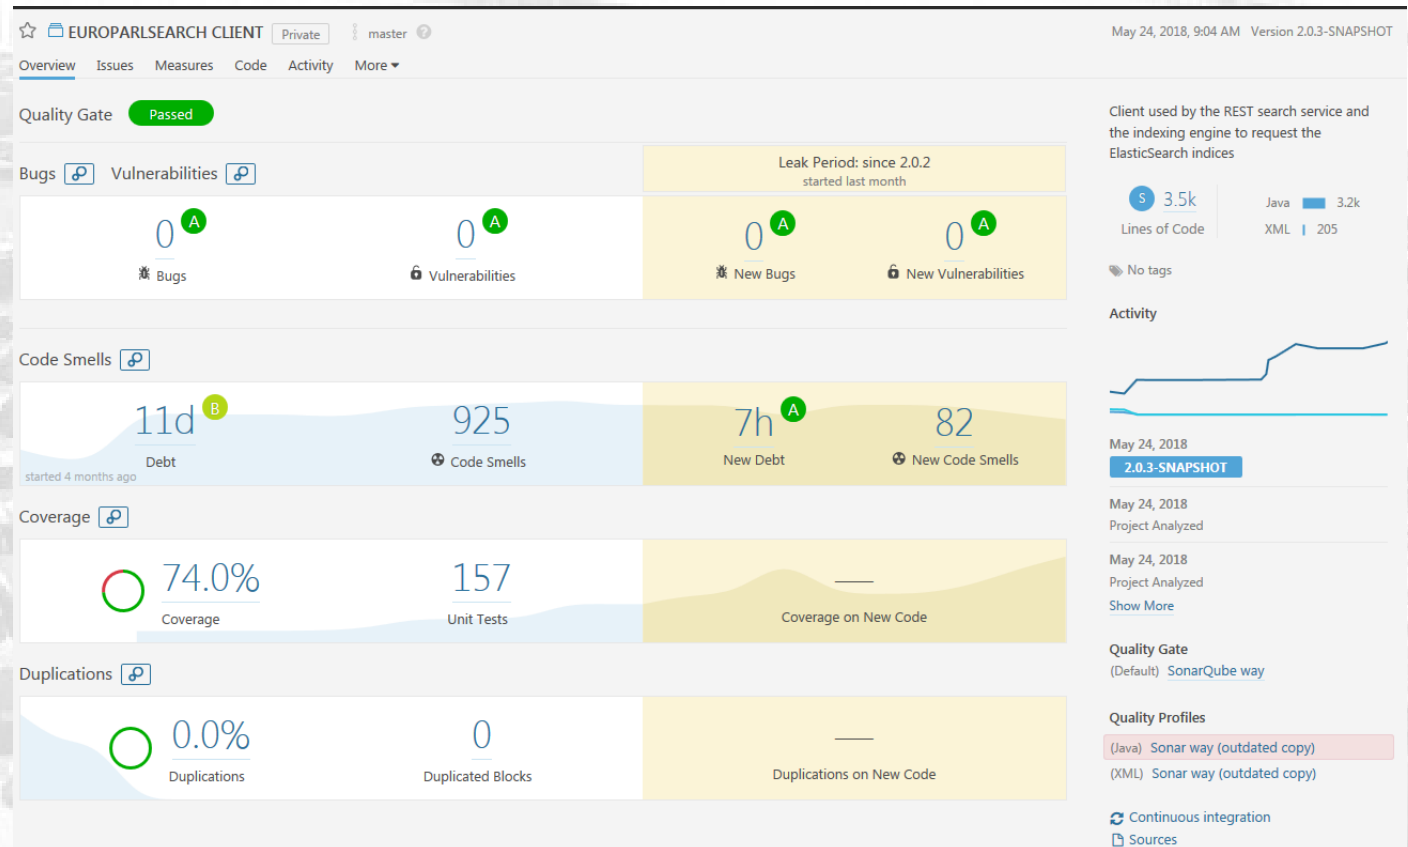 EUROPARLSEARCH CLIENT Private master ?
May 24, 2018, 9:04 AM Version 2.0.3-SNAPSHOT
Overview Issues Measures Code Activity More
Quality Gate Passed
Bugs Vulnerabilities
Leak Period: since 2.0.2
started last month
0 A
Bugs
0 A
Vulnerabilities
0 A
New Bugs
0 A
New Vulnerabilities
Code Smells
11d B
Debt
started 4 months ago
925
Code Smells
7h A
New Debt
82
New Code Smells
Coverage
74.0%
Coverage
157
Unit Tests
—
Coverage on New Code
Duplications
0.0%
Duplications
0
Duplicated Blocks
—
Duplications on New Code
Client used by the REST search service and
the indexing engine to request the
ElasticSearch indices
S 3.5k
Lines of Code
Java 3.2k
XML 205
No tags
Activity
May 24, 2018
2.0.3-SNAPSHOT
May 24, 2018
Project Analyzed
May 24, 2018
Project Analyzed
Show More
Quality Gate
(Default) SonarQube way
Quality Profiles
(Java) Sonar way (outdated copy)
(XML) Sonar way (outdated copy)
Continuous integration
Sources